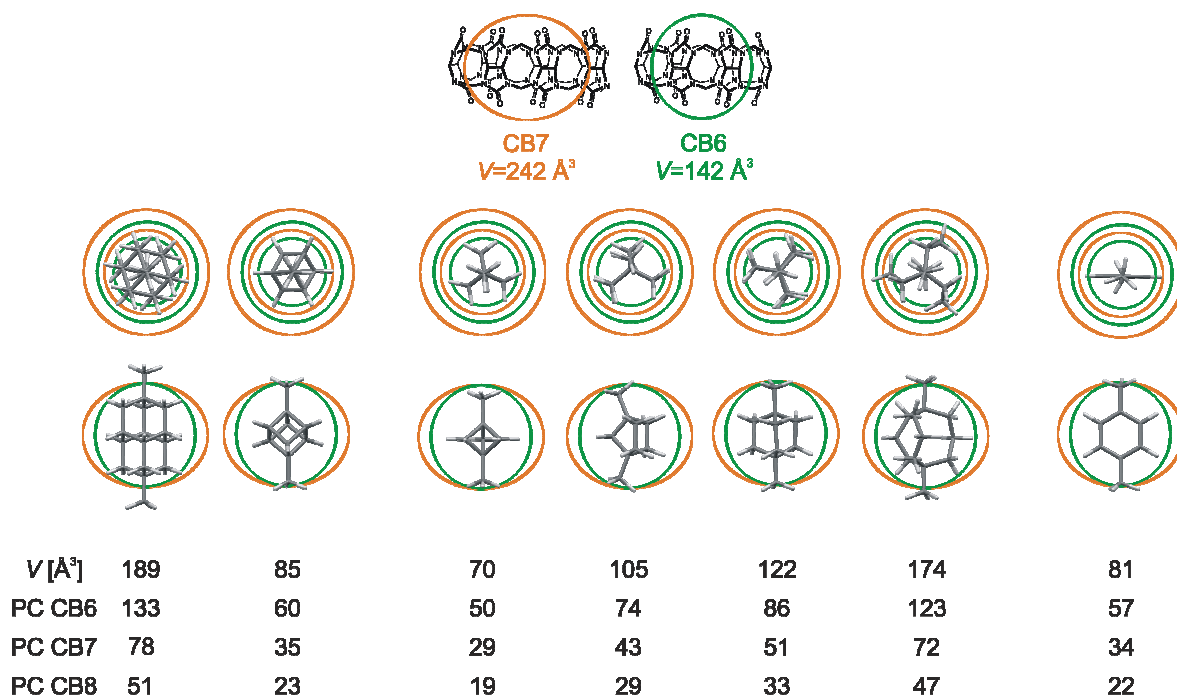 CB7 CB6
V=242 Å³ V=142 Å³
V [Å³] 189 85 70 105 122 174 81
PC CB6 133 60 50 74 86 123 57
PC CB7 78 35 29 43 51 72 34
PC CB8 51 23 19 29 33 47 22